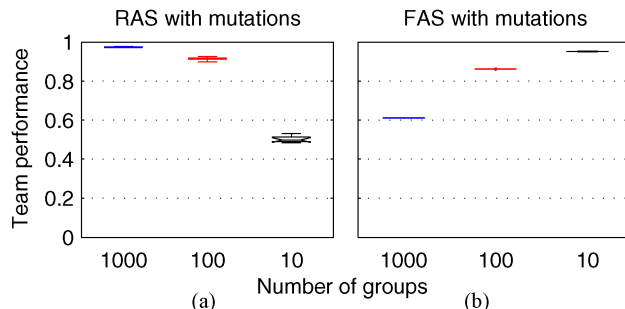 RAS with mutations
FAS with mutations
Team performance
1
0.8
0.6
0.4
0.2
0
1000 100 10
1000 100 10
Number of groups
(a)
(b)